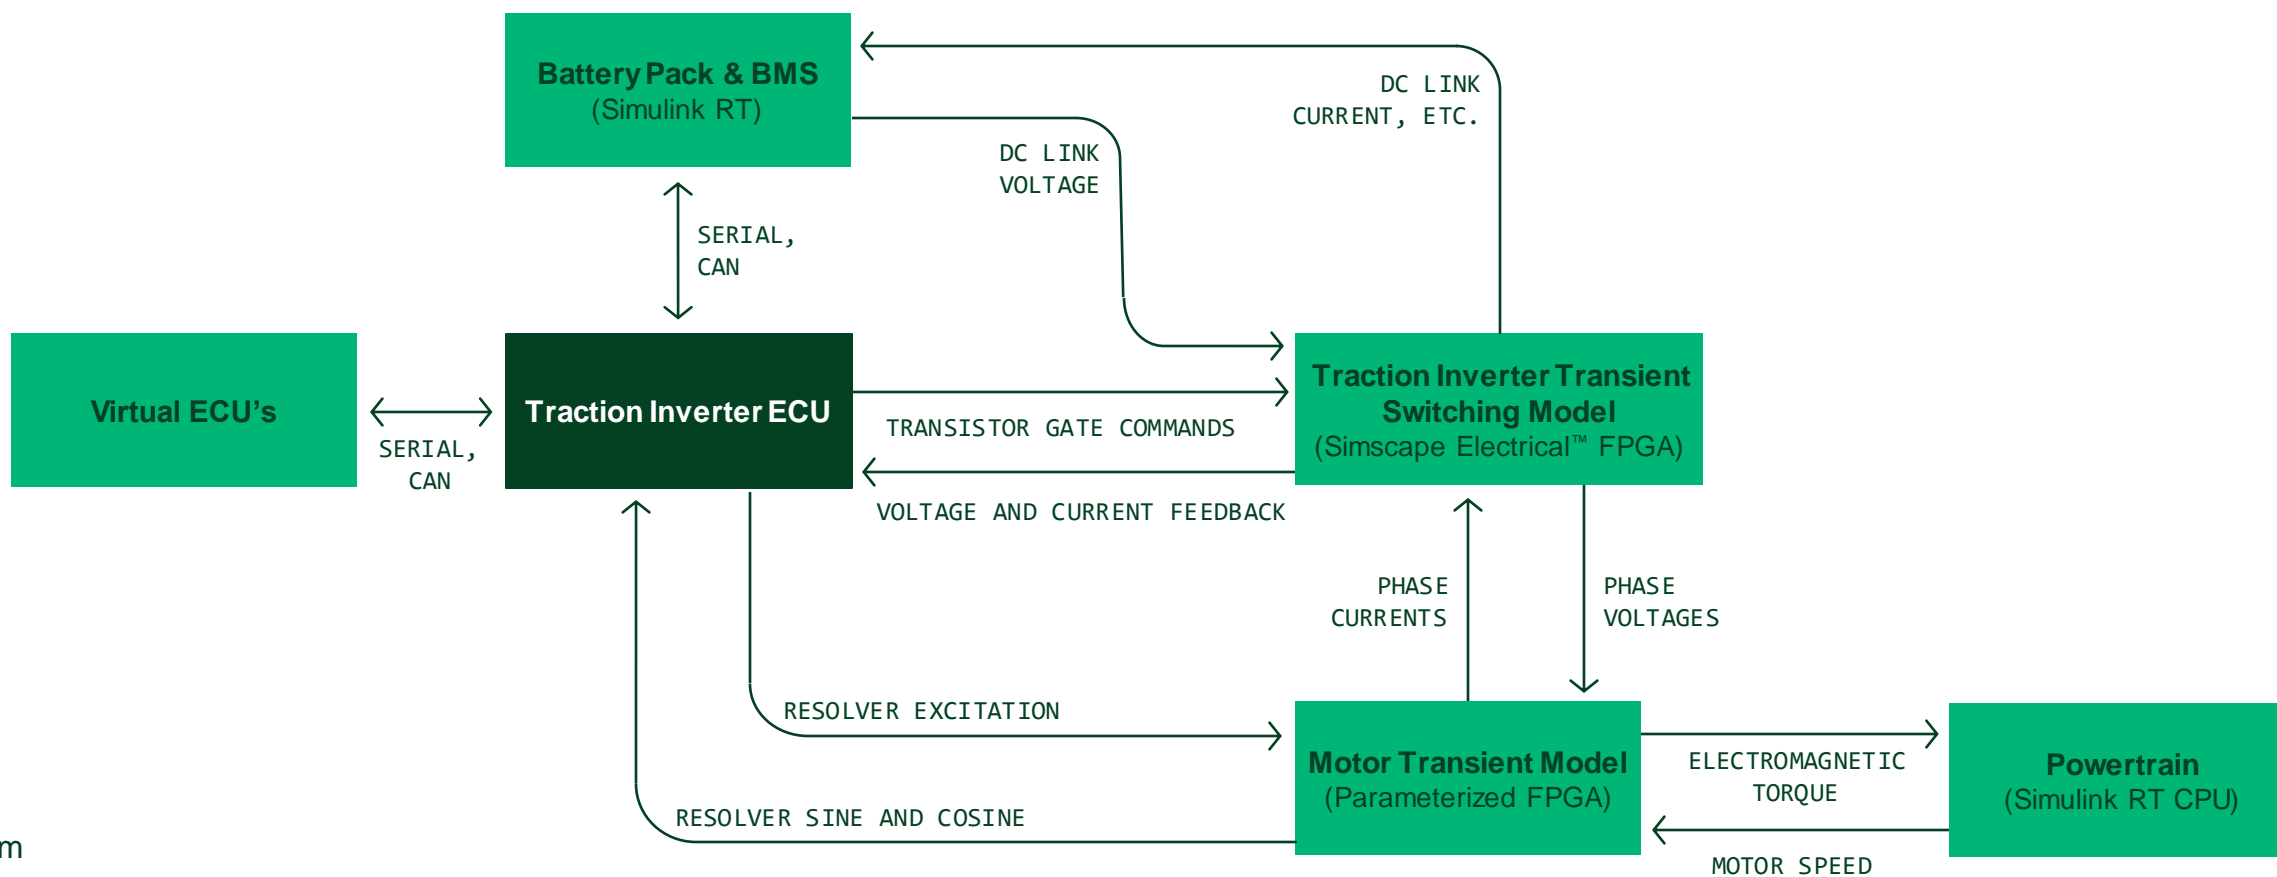 Battery Pack & BMS
(Simulink RT)
DC LINK
CURRENT, ETC.
DC LINK
VOLTAGE
SERIAL,
CAN
Virtual ECU’s
SERIAL,
CAN
Traction Inverter ECU
TRANSISTOR GATE COMMANDS
VOLTAGE AND CURRENT FEEDBACK
Traction Inverter Transient
Switching Model
(Simscape Electrical™ FPGA)
PHASE
CURRENTS
PHASE
VOLTAGES
RESOLVER EXCITATION
RESOLVER SINE AND COSINE
Motor Transient Model
(Parameterized FPGA)
ELECTROMAGNETIC
TORQUE
MOTOR SPEED
Powertrain
(Simulink RT CPU)
m